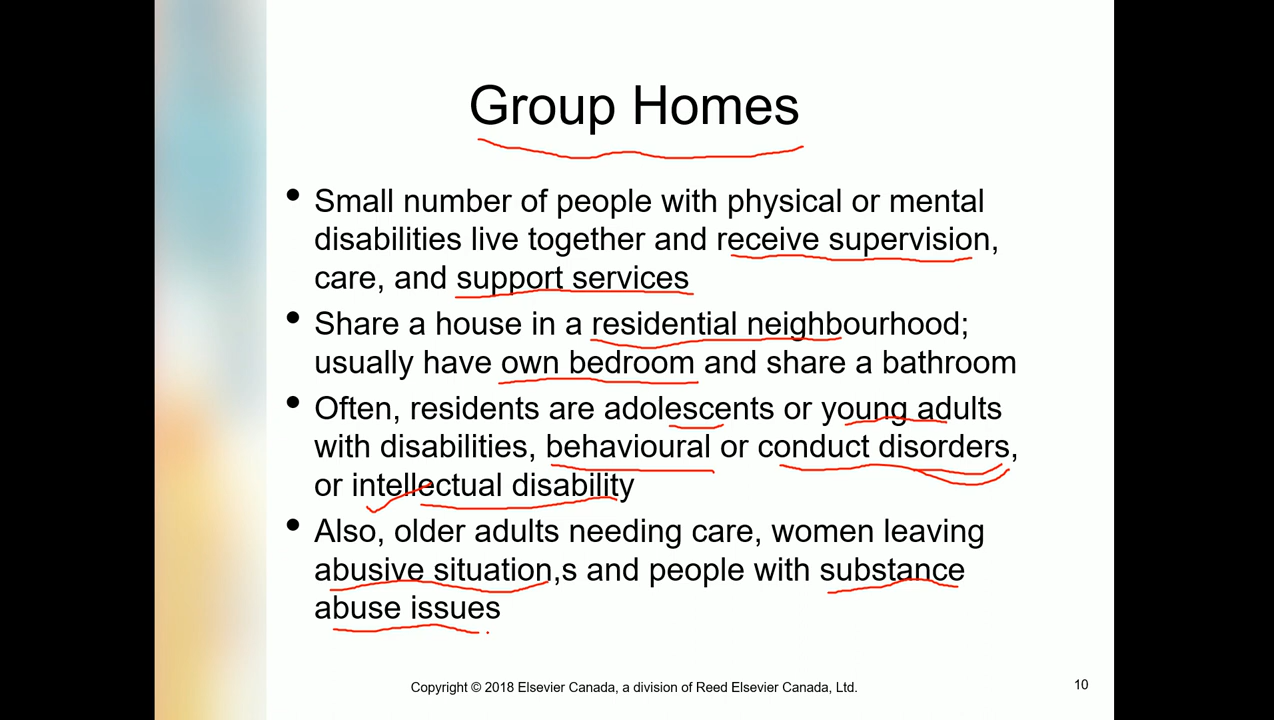 Group Homes
• Small number of people with physical or mental
disabilities live together and receive supervision,
care, and support services
• Share a house in a residential neighbourhood;
usually have own bedroom and share a bathroom
• Often, residents are adolescents or young adults
with disabilities, behavioural or conduct disorders,
or intellectual disability
• Also, older adults needing care, women leaving
abusive situation,s and people with substance
abuse issues
Copyright © 2018 Elsevier Canada, a division of Reed Elsevier Canada, Ltd.
10